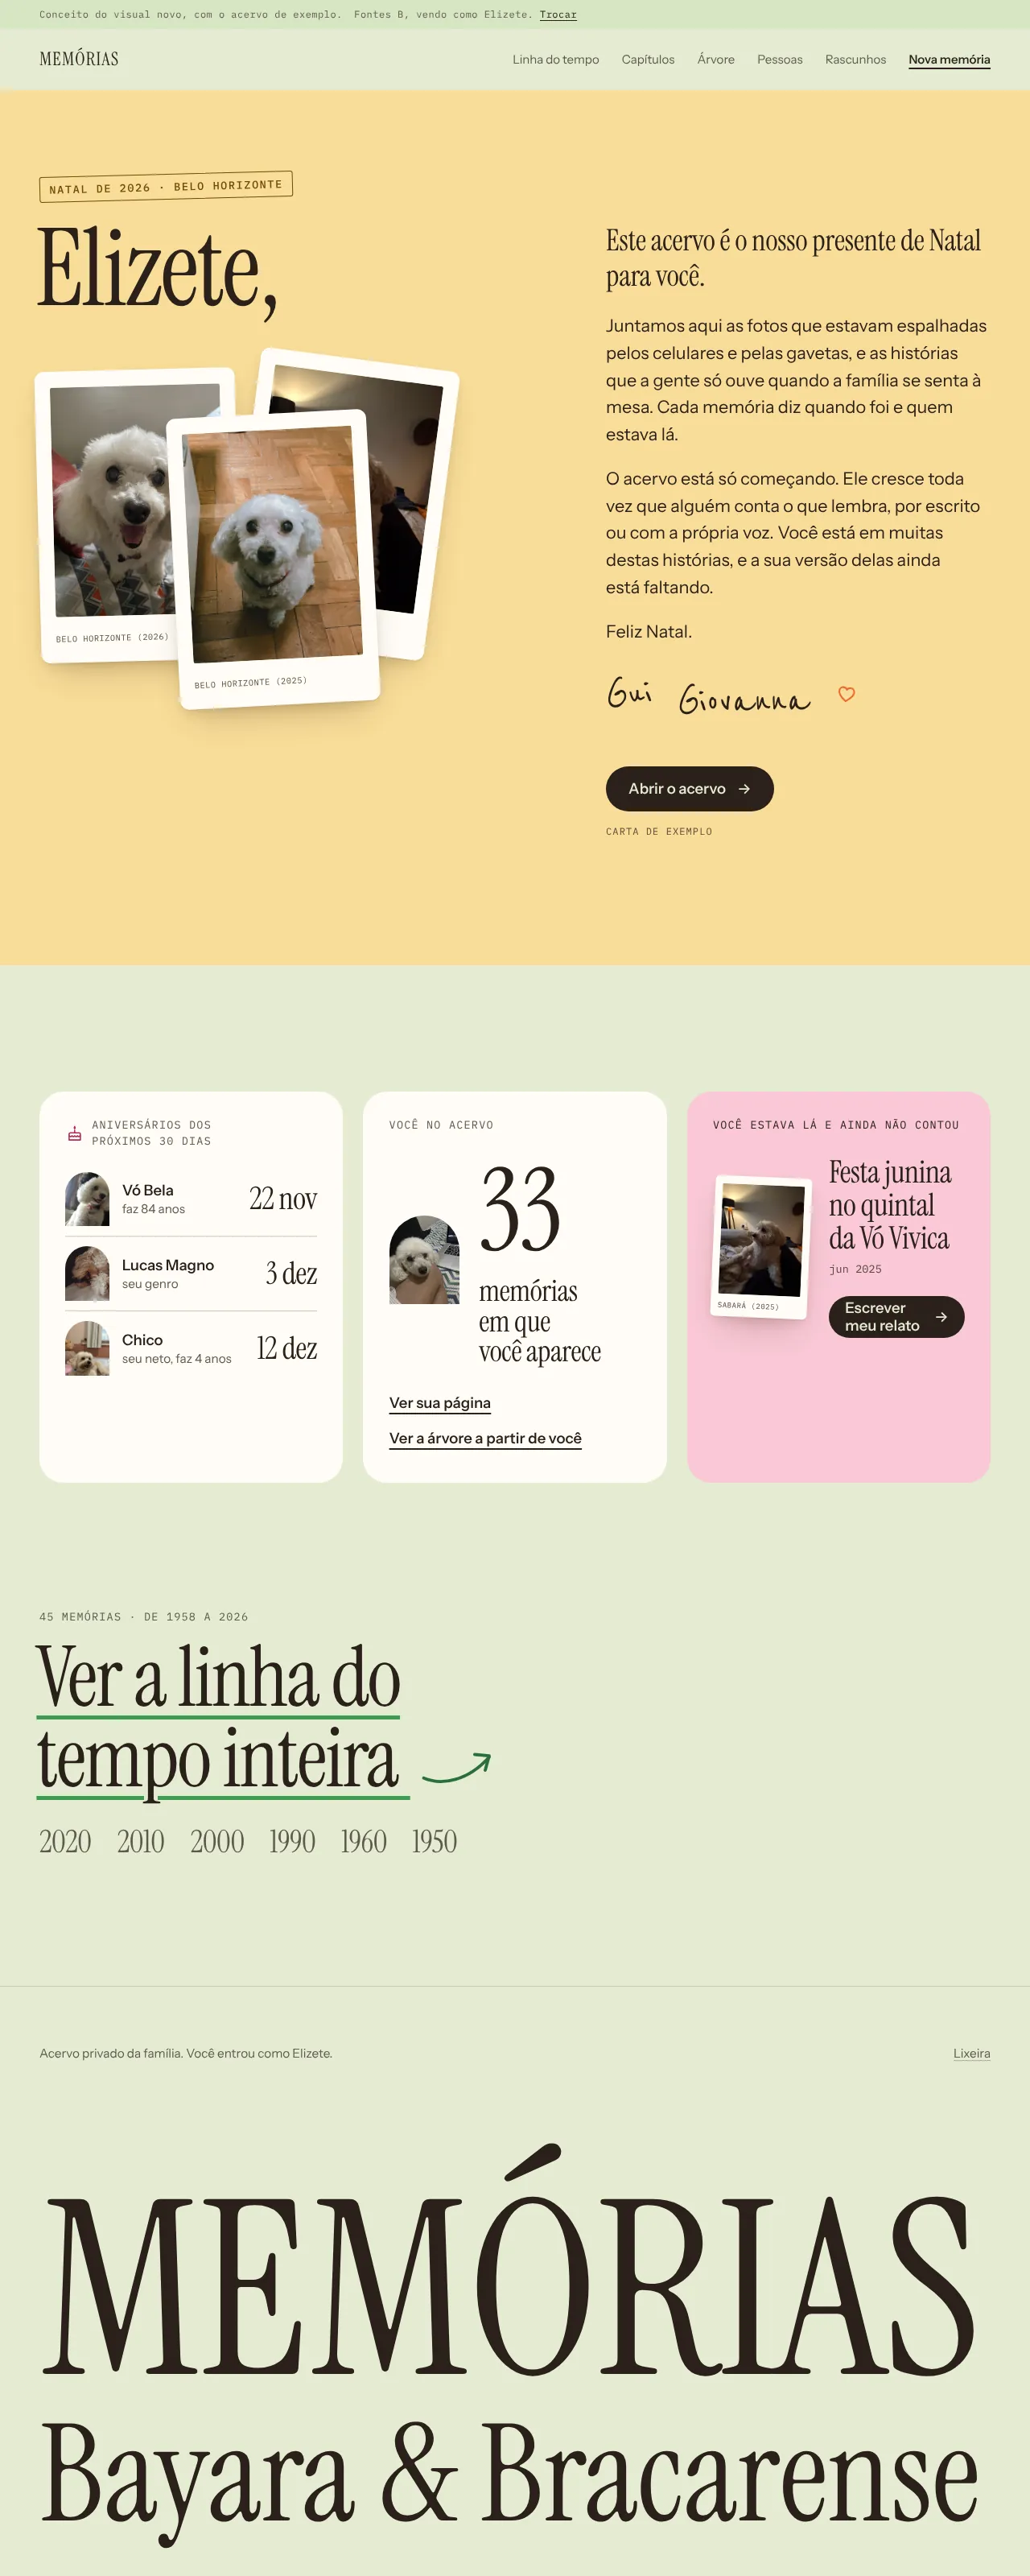 Conceito do visual novo, com o acervo de exemplo. Fontes B, vendo como Elizete. Trocar
MEMÓRIAS
Linha do tempo
Capítulos
Árvore
Pessoas
Rascunhos
Nova memória
NATAL DE 2026 · BELO HORIZONTE
Elizete,
BELO HORIZONTE (2026)
BELO HORIZONTE (2025)
Este acervo é o nosso presente de Natal
para você.
Juntamos aqui as fotos que estavam espalhadas
pelos celulares e pelas gavetas, e as histórias
que a gente só ouve quando a família se senta à
mesa. Cada memória diz quando foi e quem
estava lá.
O acervo está só começando. Ele cresce toda
vez que alguém conta o que lembra, por escrito
ou com a própria voz. Você está em muitas
destas histórias, e a sua versão delas ainda
está faltando.
Feliz Natal.
Gui Giovanna
Abrir o acervo →
CARTA DE EXEMPLO
ANIVERSÁRIOS DOS
PRÓXIMOS 30 DIAS
Vó Bela
faz 84 anos
22 nov
Lucas Magno
seu genro
3 dez
Chico
seu neto, faz 4 anos
12 dez
VOCÊ NO ACERVO
33
memórias
em que
você aparece
Ver sua página
Ver a árvore a partir de você
VOCÊ ESTAVA LÁ E AINDA NÃO CONTOU
SABARÁ (2025)
Festa junina
no quintal
da Vó Vivica
jun 2025
Escrever
meu relato →
45 MEMÓRIAS · DE 1958 A 2026
Ver a linha do
tempo inteira
2020 2010 2000 1990 1960 1950
Acervo privado da família. Você entrou como Elizete.
Lixeira
MEMÓRIAS
Bayara & Bracarense